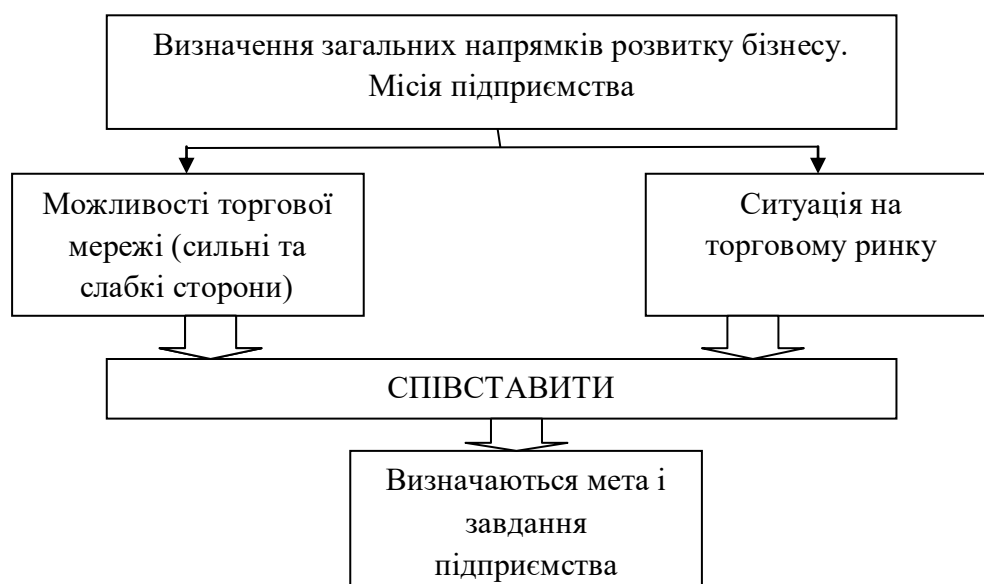 Визначення загальних напрямків розвитку бізнесу.
Місія підприємства
Можливості торгової
мережі (сильні та
слабкі сторони)
Ситуація на
торговому ринку
СПІВСТАВИТИ
Визначаються мета і
завдання
підприємства